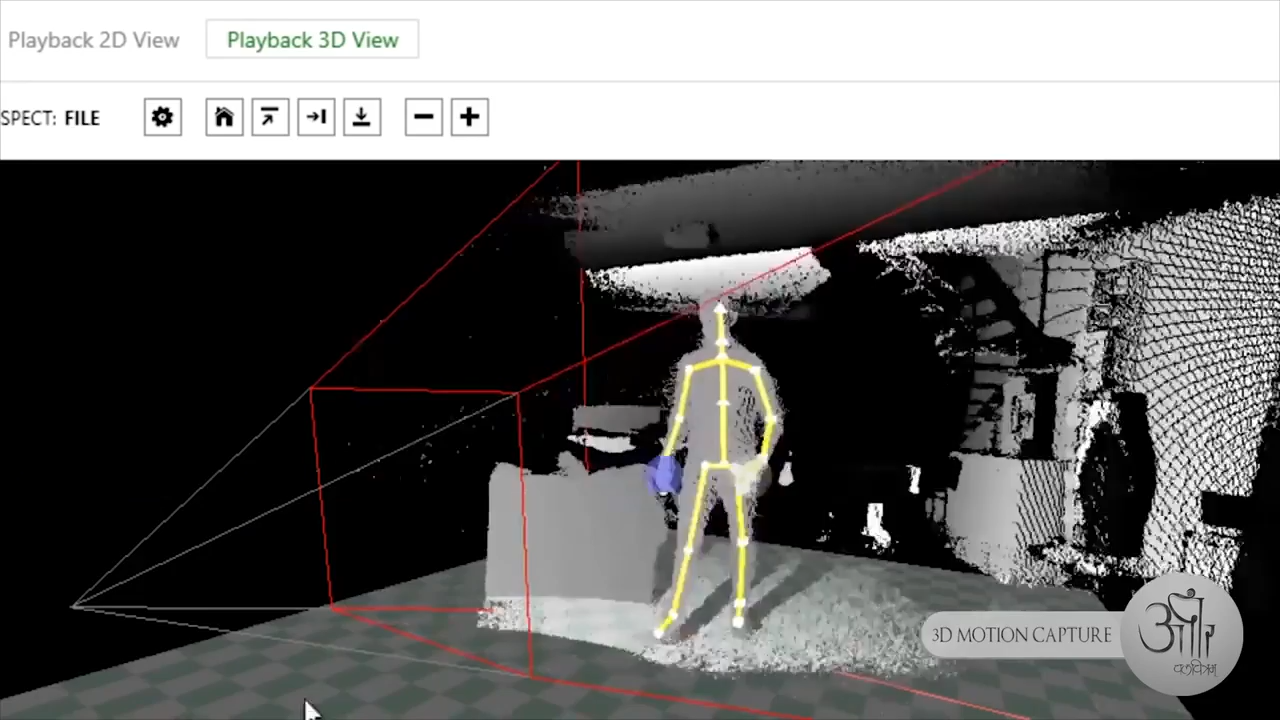 Playback 2D View
Playback 3D View
SPECT: FILE
3D MOTION CAPTURE